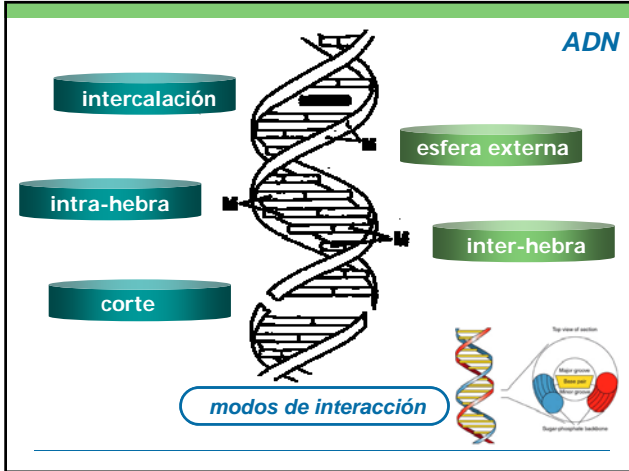 ADN
intercalación
M
esfera externa
intra-hebra
M
M
inter-hebra
corte
modos de interacción
Top view of section
Major groove
Base pair
Minor groove
Sugar-phosphate backbone